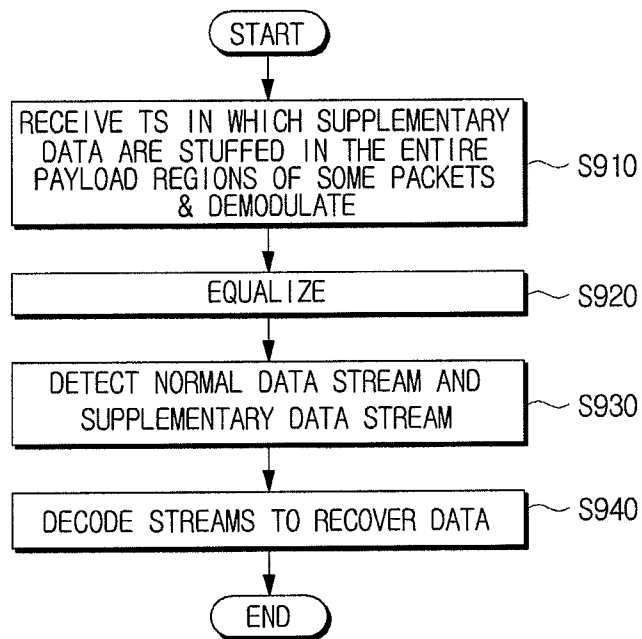 START
RECEIVE TS IN WHICH SUPPLEMENTARY
DATA ARE STUFFED IN THE ENTIRE
PAYLOAD REGIONS OF SOME PACKETS
& DEMODULATE
S910
EQUALIZE
S920
DETECT NORMAL DATA STREAM AND
SUPPLEMENTARY DATA STREAM
S930
DECODE STREAMS TO RECOVER DATA
S940
END